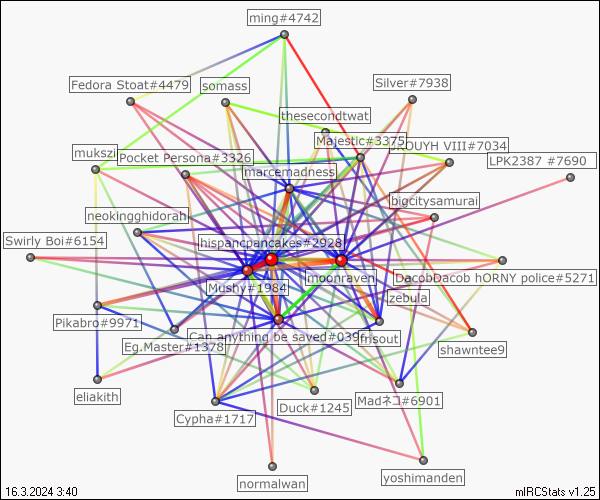 ming#4742
Fedora Stoat#4479
somass
Silver#7938
thesecondtwat
Majestic#3375
ROUYH VIII#7034
mukszi
Pocket Persona#3326
LPK2387 #7690
marcemadness
bigcitysamurai
neokingghidorah
Swirly Boi#6154
hispancpancakes#2928
moonraven
DacobDacob hORNY police#5271
Mushy#1984
zebula
Pikabro#9971
Can anything be saved#039
frisout
Eg.Master#1378
shawntee9
eliakith
Duck#1245
Madネコ#6901
Cypha#1717
normalwan
yoshimanden
16.3.2024 3:40
mIRCStats v1.25